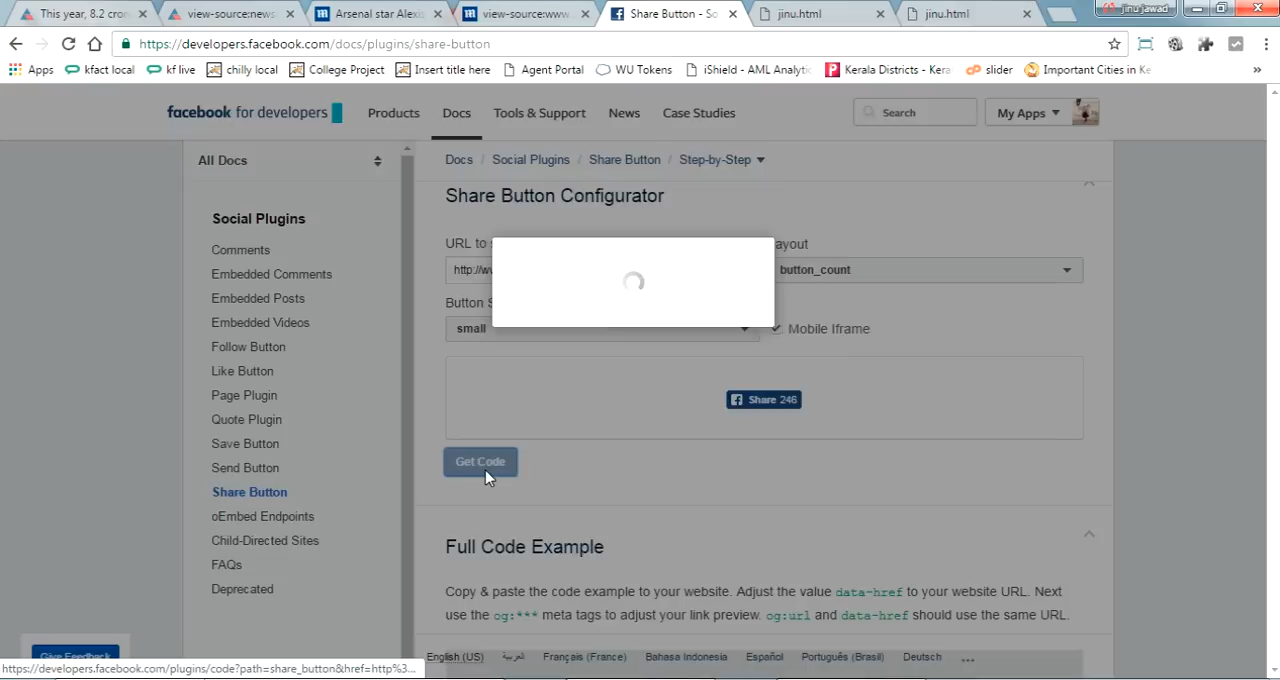 This year, 8.2 cron
view-source:news
Arsenal star Alexis
view-source:www.
Share Button - So
jinu.html
jinu.html
jinu jawad
https://developers.facebook.com/docs/plugins/share-button
Apps
kfact local
kf live
chilly local
College Project
Insert title here
Agent Portal
WU Tokens
iShield - AML Analytic
Kerala Districts - Kera
slider
Important Cities in Ke
»
facebook for developers
Products
Docs
Tools & Support
News
Case Studies
Search
My Apps
All Docs
Docs / Social Plugins / Share Button / Step-by-Step
Social Plugins
Comments
Embedded Comments
Embedded Posts
Embedded Videos
Follow Button
Like Button
Page Plugin
Quote Plugin
Save Button
Send Button
Share Button
oEmbed Endpoints
Child-Directed Sites
FAQs
Deprecated
Give Feedback
Share Button Configurator
URL to
ayout
http://w
button_count
Button S
small
Mobile Iframe
Share 246
Get Code
Full Code Example
Copy & paste the code example to your website. Adjust the value data-href to your website URL. Next
use the og:*** meta tags to adjust your link preview. og:url and data-href should use the same URL.
English (US)
العربية
Français (France)
Bahasa Indonesia
Español
Português (Brasil)
Deutsch
...
https://developers.facebook.com/plugins/code?path=share_button&href=http%3...